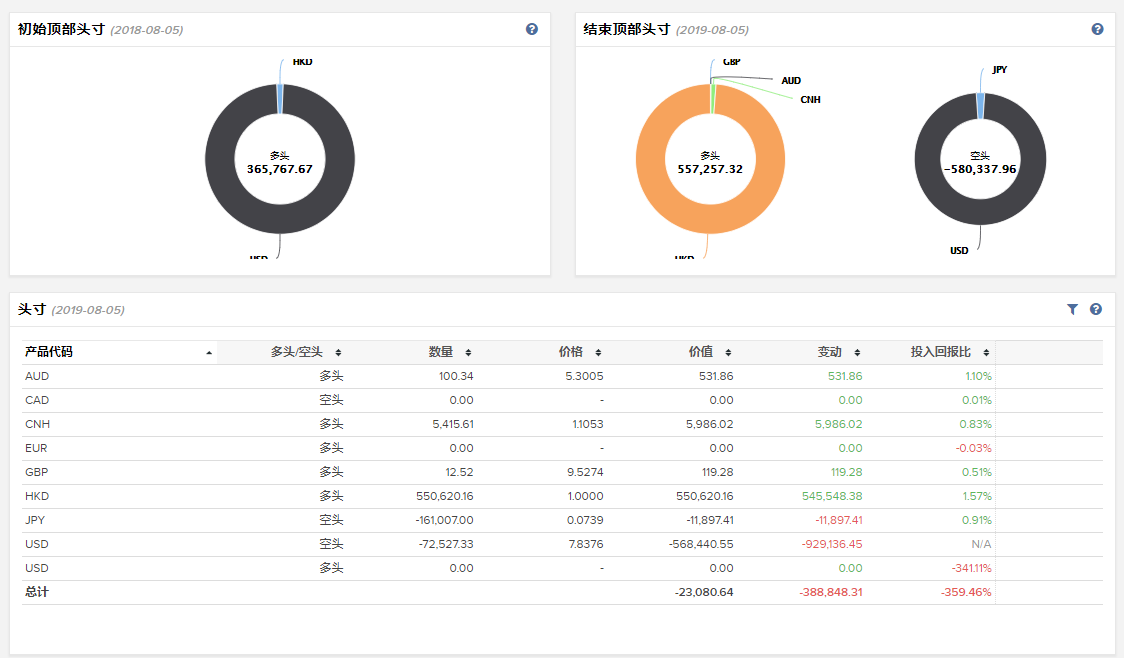 初始顶部头寸 (2018-08-05)
HKD
多头
365,767.67
USD
结束顶部头寸 (2019-08-05)
GBP
AUD
CNH
多头
557,257.32
HKD
JPY
空头
-580,337.96
USD
头寸 (2019-08-05)
产品代码 多头/空头 数量 价格 价值 变动 投入回报比
AUD 多头 100.34 5.3005 531.86 531.86 1.10%
CAD 空头 0.00 - 0.00 0.00 0.01%
CNH 多头 5,415.61 1.1053 5,986.02 5,986.02 0.83%
EUR 多头 0.00 - 0.00 0.00 -0.03%
GBP 多头 12.52 9.5274 119.28 119.28 0.51%
HKD 多头 550,620.16 1.0000 550,620.16 545,548.38 1.57%
JPY 空头 -161,007.00 0.0739 -11,897.41 -11,897.41 0.91%
USD 空头 -72,527.33 7.8376 -568,440.55 -929,136.45 N/A
USD 多头 0.00 - 0.00 0.00 -341.11%
总计 -23,080.64 -388,848.31 -359.46%